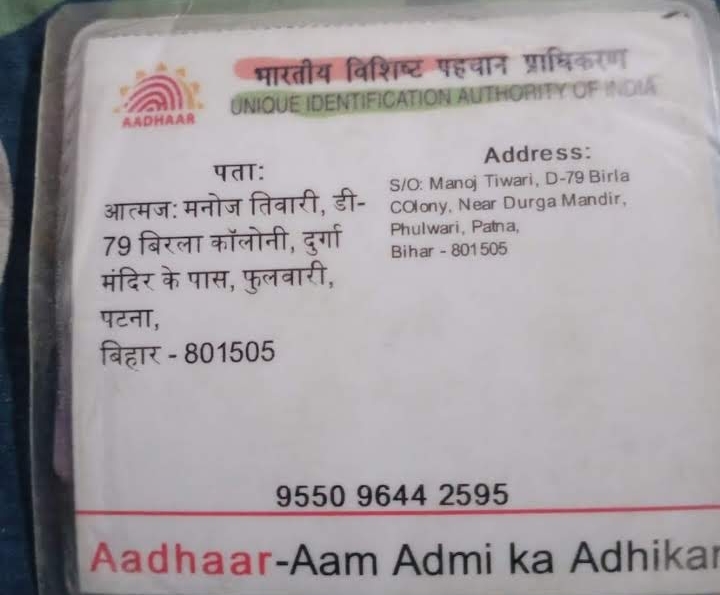 भारतीय विशिष्ट पहचान प्राधिकरण
UNIQUE IDENTIFICATION AUTHORITY OF INDIA
AADHAAR
पता:
आत्मज: मनोज तिवारी, डी-
79 बिरला कॉलोनी, दुर्गा
मंदिर के पास, फुलवारी,
पटना,
बिहार - 801505
Address:
S/O: Manoj Tiwari, D-79 Birla
COlony, Near Durga Mandir,
Phulwari, Patna,
Bihar - 801505
9550 9644 2595
Aadhaar-Aam Admi ka Adhikar